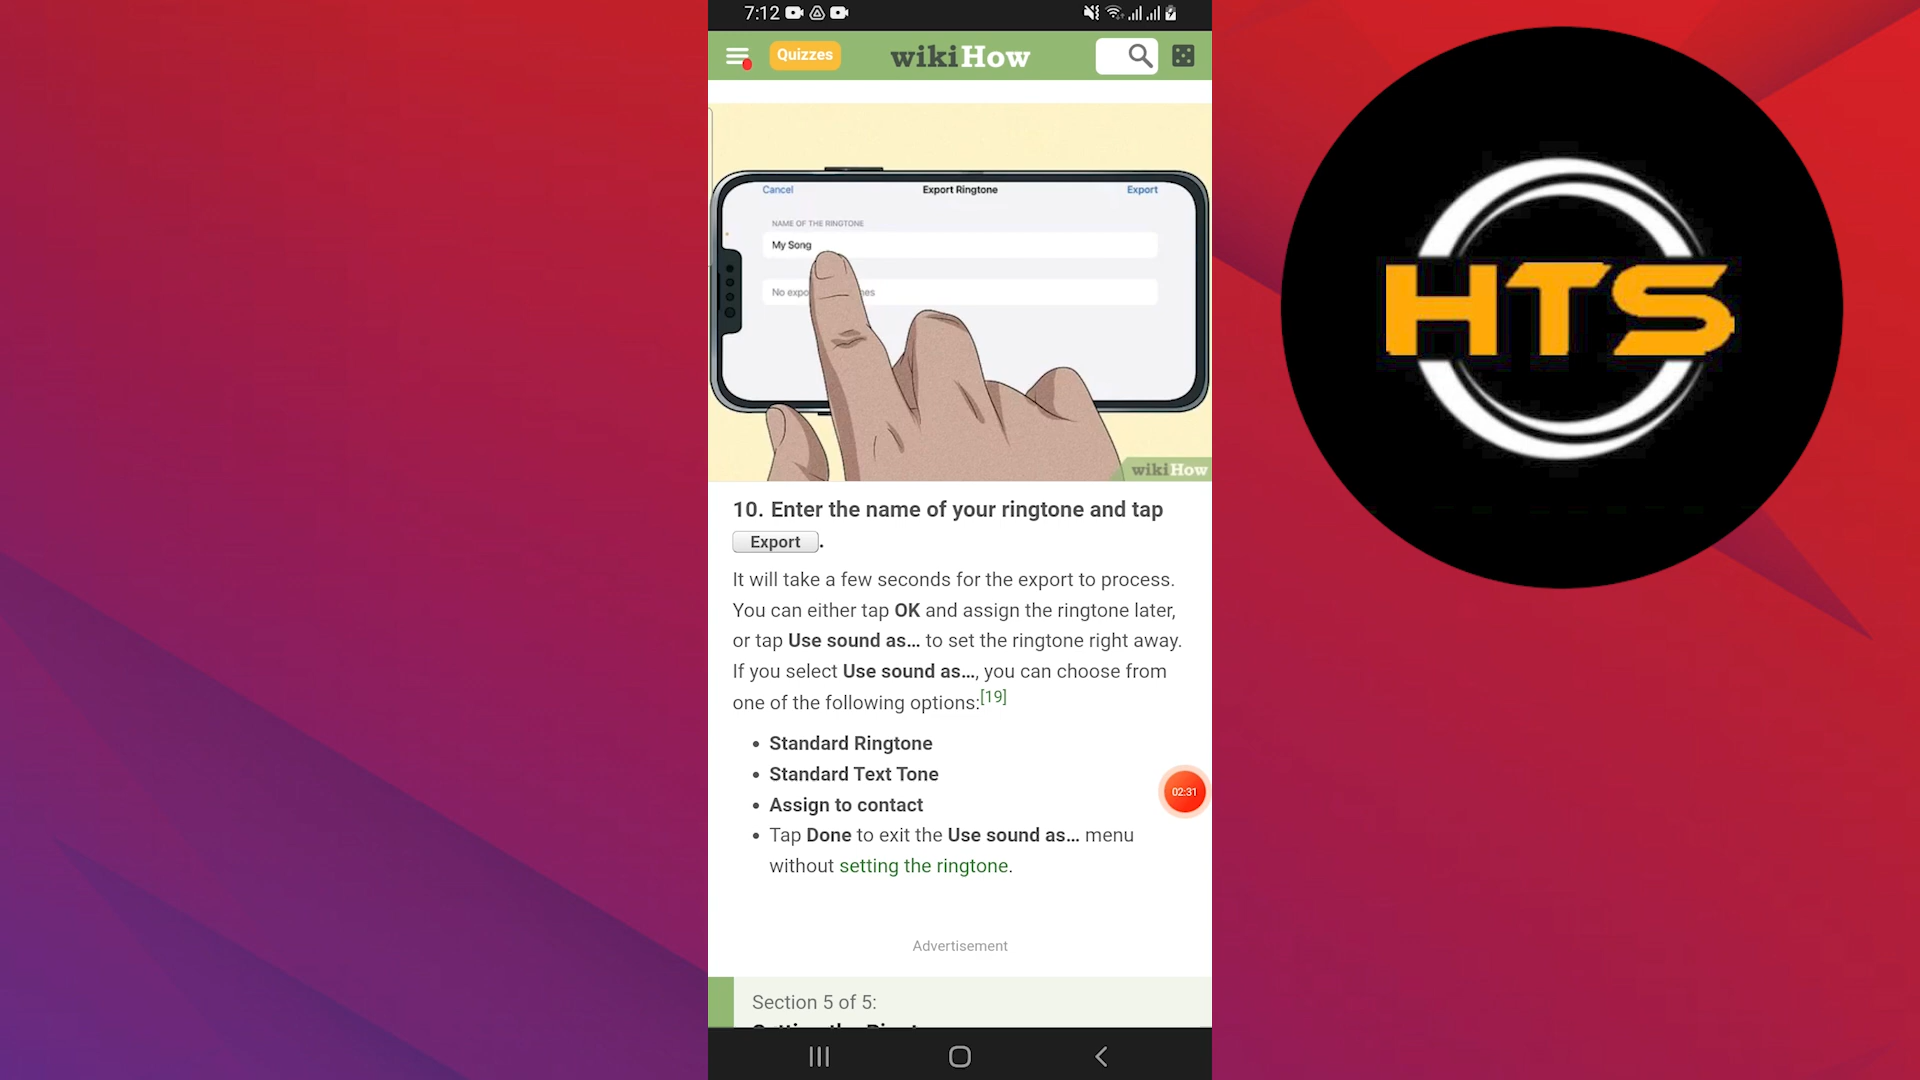 7:12
Quizzes
wikiHow
Cancel
Export Ringtone
Export
NAME OF THE RINGTONE
My Song
No expo
wikiHow
10. Enter the name of your ringtone and tap
Export.
It will take a few seconds for the export to process.
You can either tap OK and assign the ringtone later,
or tap Use sound as... to set the ringtone right away.
If you select Use sound as..., you can choose from
one of the following options:[19]
• Standard Ringtone
• Standard Text Tone
• Assign to contact
• Tap Done to exit the Use sound as... menu
without setting the ringtone.
02:31
Advertisement
Section 5 of 5:
HTS